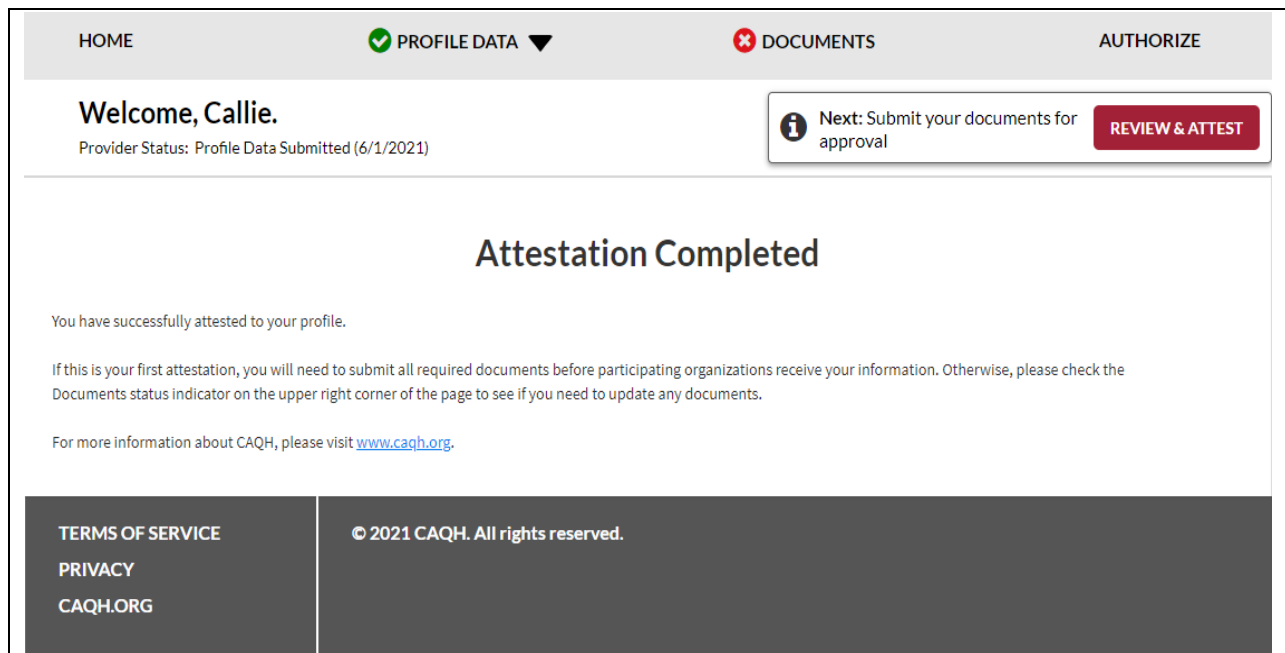 HOME
PROFILE DATA
DOCUMENTS
AUTHORIZE
Welcome, Callie.
Provider Status: Profile Data Submitted (6/1/2021)
Next: Submit your documents for
approval
REVIEW & ATTEST
Attestation Completed
You have successfully attested to your profile.
If this is your first attestation, you will need to submit all required documents before participating organizations receive your information. Otherwise, please check the
Documents status indicator on the upper right corner of the page to see if you need to update any documents.
For more information about CAQH, please visit www.caqh.org.
TERMS OF SERVICE
PRIVACY
CAQH.ORG
© 2021 CAQH. All rights reserved.